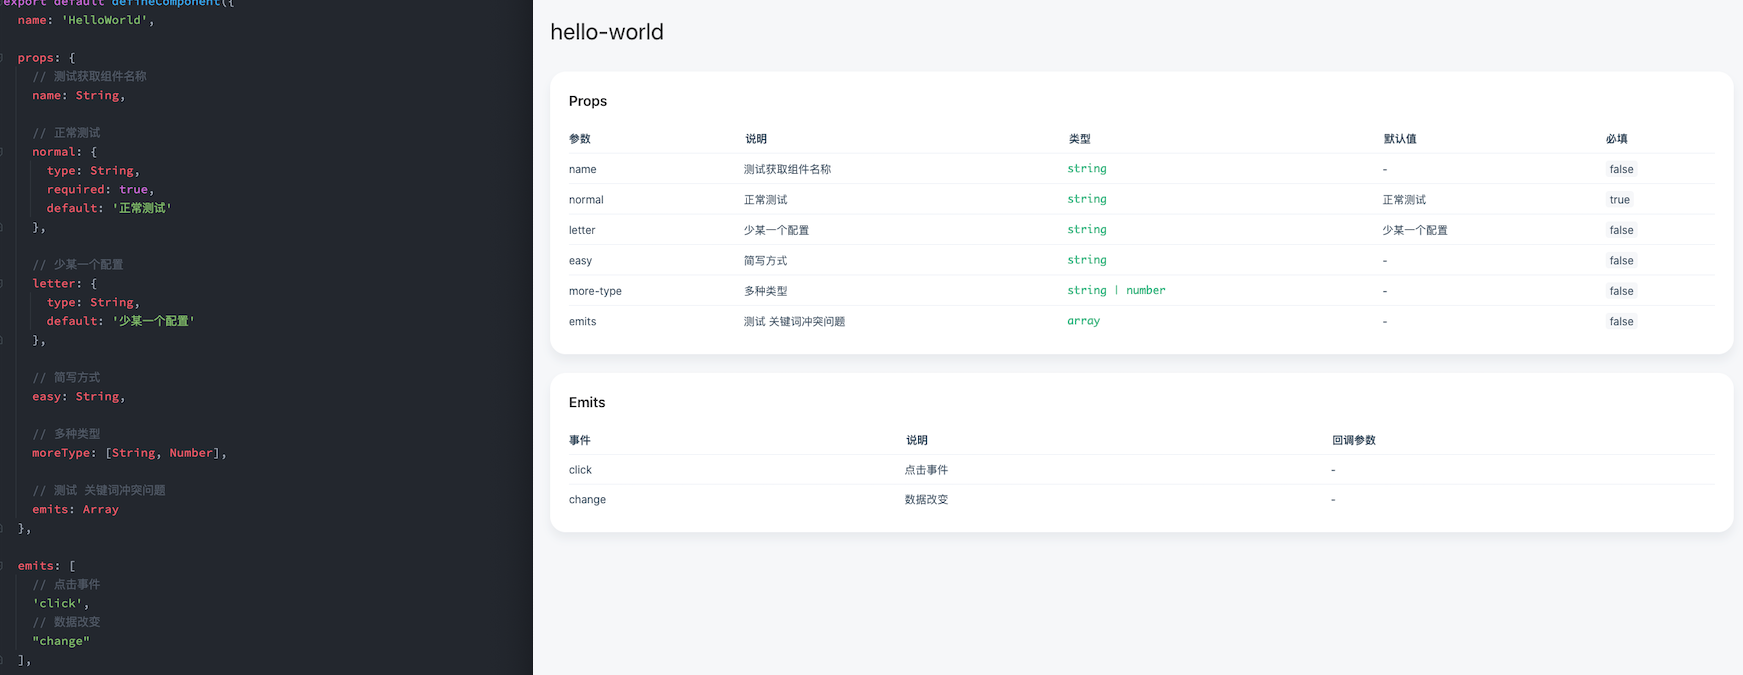 export default defineComponent({
name: 'HelloWorld',
props: {
// 测试获取组件名称
name: String,
// 正常测试
normal: {
type: String,
required: true,
default: '正常测试'
},
// 少某一个配置
letter: {
type: String,
default: '少某一个配置'
},
// 简写方式
easy: String,
// 多种类型
moreType: [String, Number],
// 测试 关键词冲突问题
emits: Array
},
emits: [
// 点击事件
'click',
// 数据改变
"change"
],
hello-world
Props
参数 说明 类型 默认值 必填
name 测试获取组件名称 string - false
normal 正常测试 string 正常测试 true
letter 少某一个配置 string 少某一个配置 false
easy 简写方式 string - false
more-type 多种类型 string | number - false
emits 测试 关键词冲突问题 array - false
Emits
事件 说明 回调参数
click 点击事件 -
change 数据改变 -